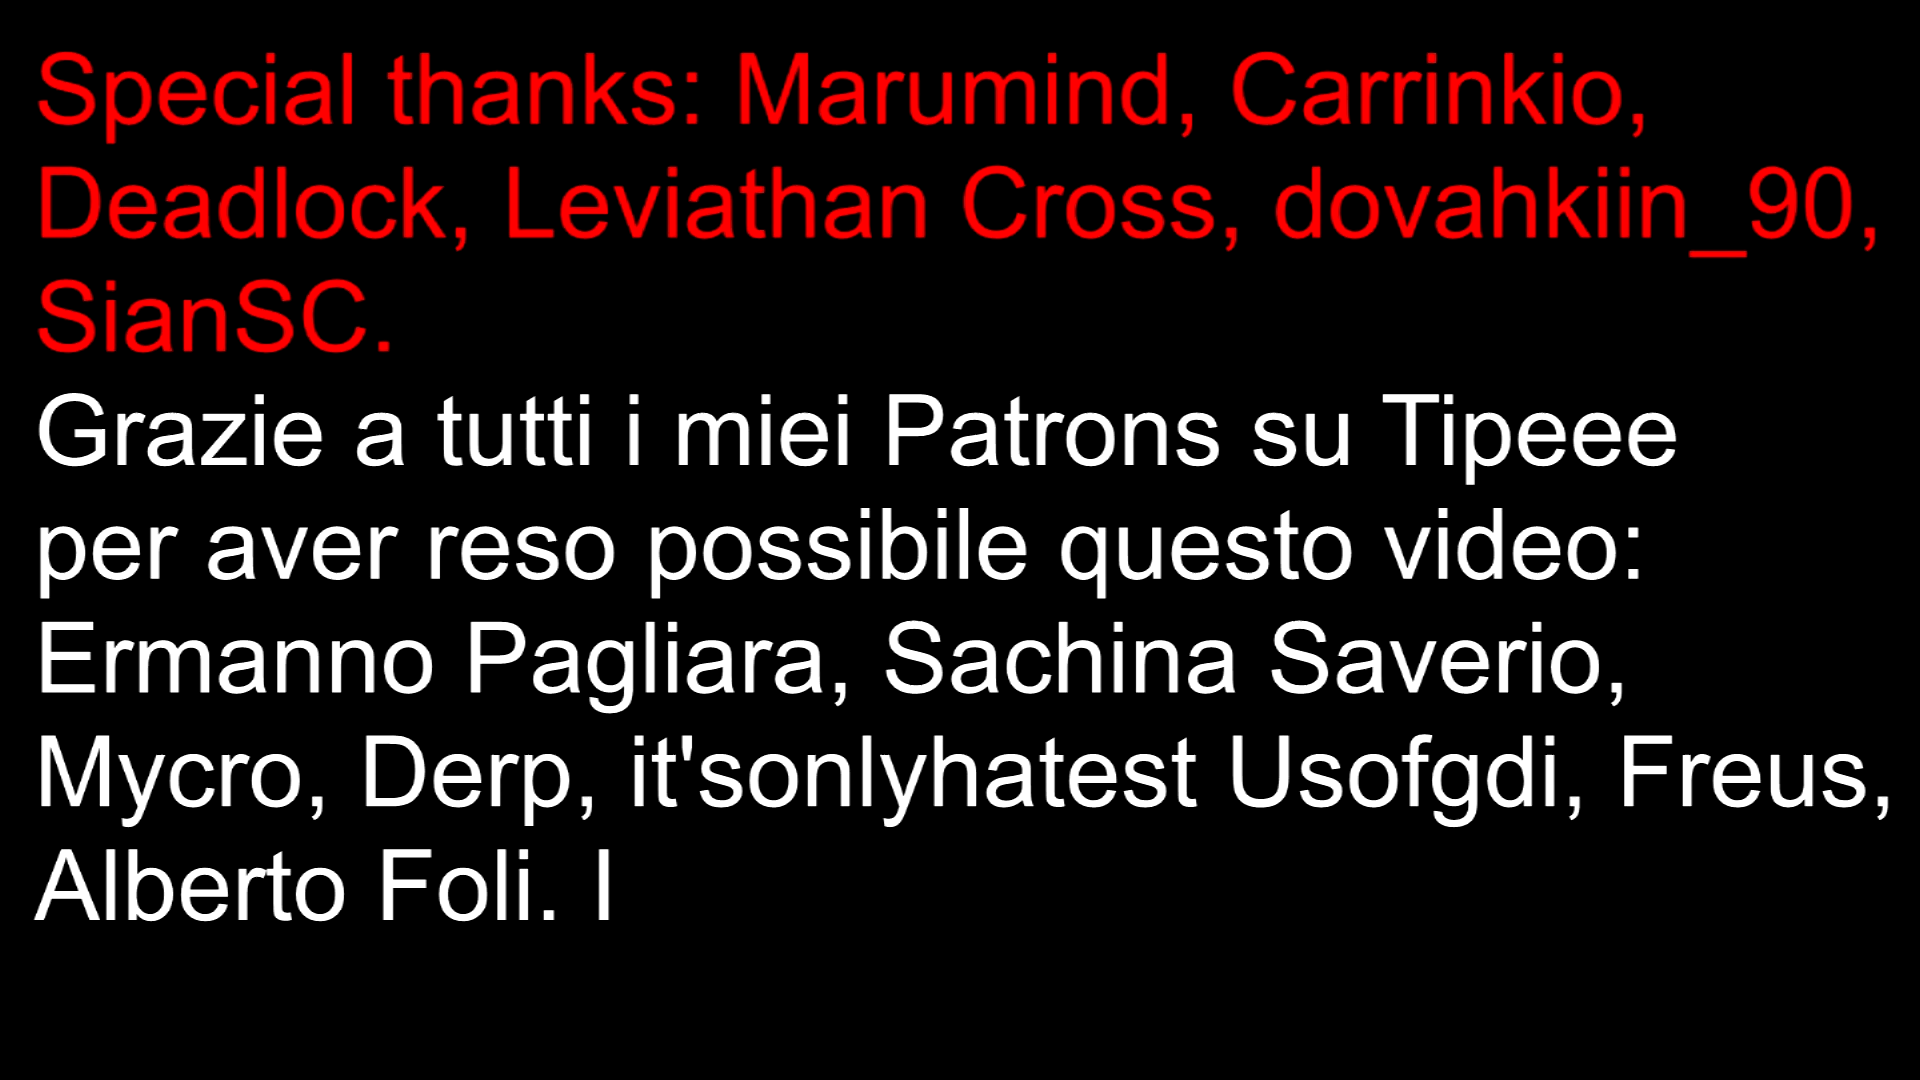 Special thanks: Marumind, Carrinkio,
Deadlock, Leviathan Cross, dovahkiin_90,
SianSC.
Grazie a tutti i miei Patrons su Tipeee
per aver reso possibile questo video:
Ermanno Pagliara, Sachina Saverio,
Mycro, Derp, it'sonlyhatest Usofgdi, Freus,
Alberto Foli. I